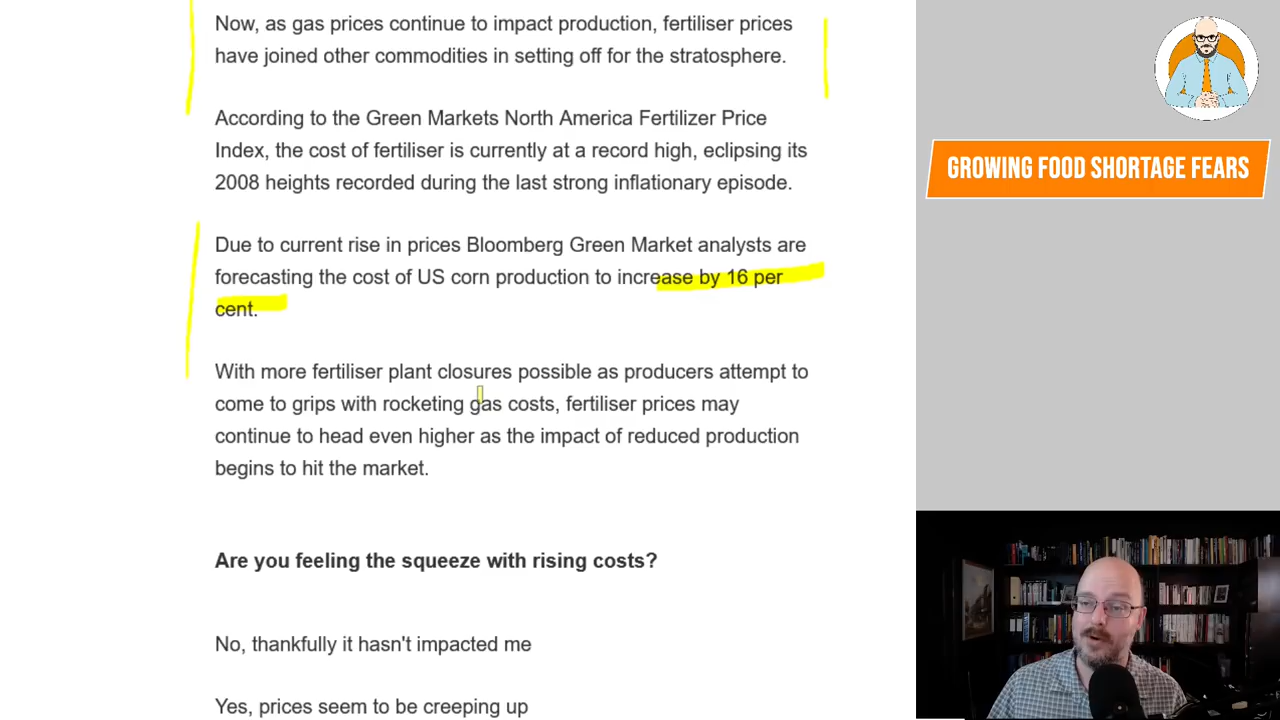 Now, as gas prices continue to impact production, fertiliser prices
have joined other commodities in setting off for the stratosphere.
According to the Green Markets North America Fertilizer Price
Index, the cost of fertiliser is currently at a record high, eclipsing its
2008 heights recorded during the last strong inflationary episode.
Due to current rise in prices Bloomberg Green Market analysts are
forecasting the cost of US corn production to increase by 16 per
cent.
With more fertiliser plant closures possible as producers attempt to
come to grips with rocketing gas costs, fertiliser prices may
continue to head even higher as the impact of reduced production
begins to hit the market.
Are you feeling the squeeze with rising costs?
No, thankfully it hasn't impacted me
Yes, prices seem to be creeping up
GROWING FOOD SHORTAGE FEARS